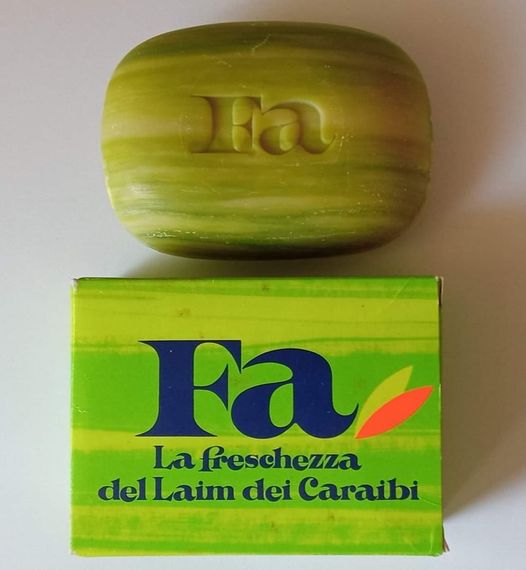 Fa
Fa
La freschezza
del Laim dei Caraibi